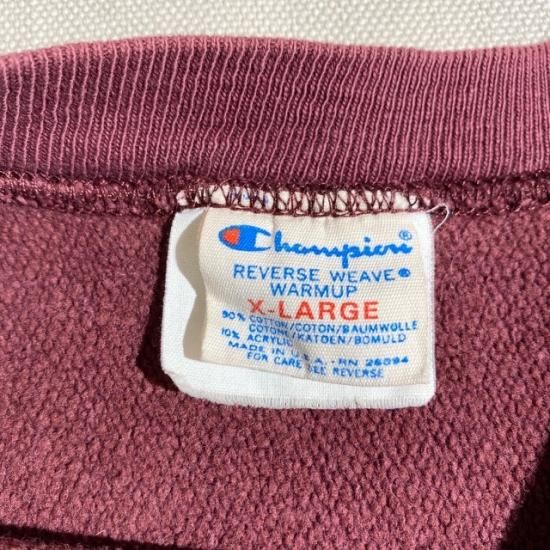 Champion®
REVERSE WEAVE®
WARMUP
X-LARGE
90% COTTON/COTON/BAUMWOLLE
COTONE/KATOEN/BOMULD
10% ACRYLIC
MADE IN U.S.A.-RN 26094
FOR CARE SEE REVERSE